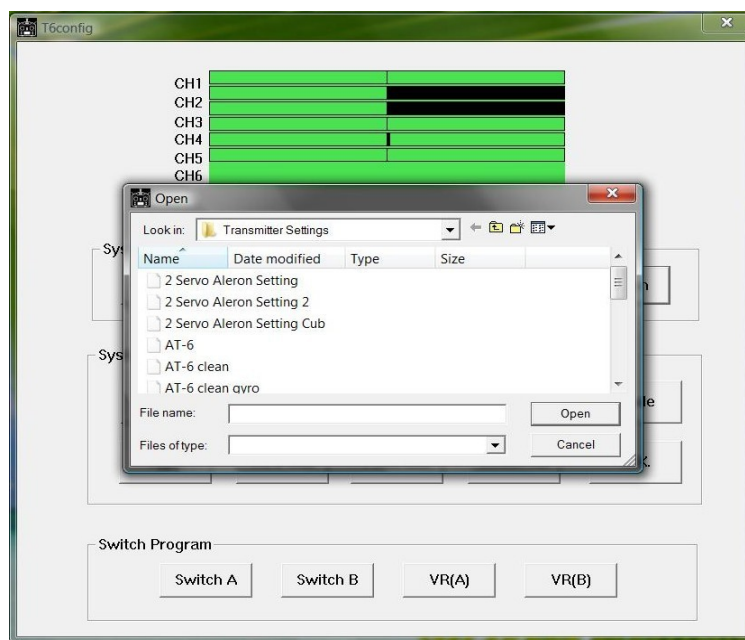 T6config
CH1
CH2
CH3
CH4
CH5
CH6
Open
Look in:
Transmitter Settings
Name
Date modified
Type
Size
2 Servo Aleron Setting
2 Servo Aleron Setting 2
2 Servo Aleron Setting Cub
AT-6
AT-6 clean
AT-6 clean gyro
File name:
Open
Files of type:
Cancel
Switch Program
Switch A
Switch B
VR(A)
VR(B)